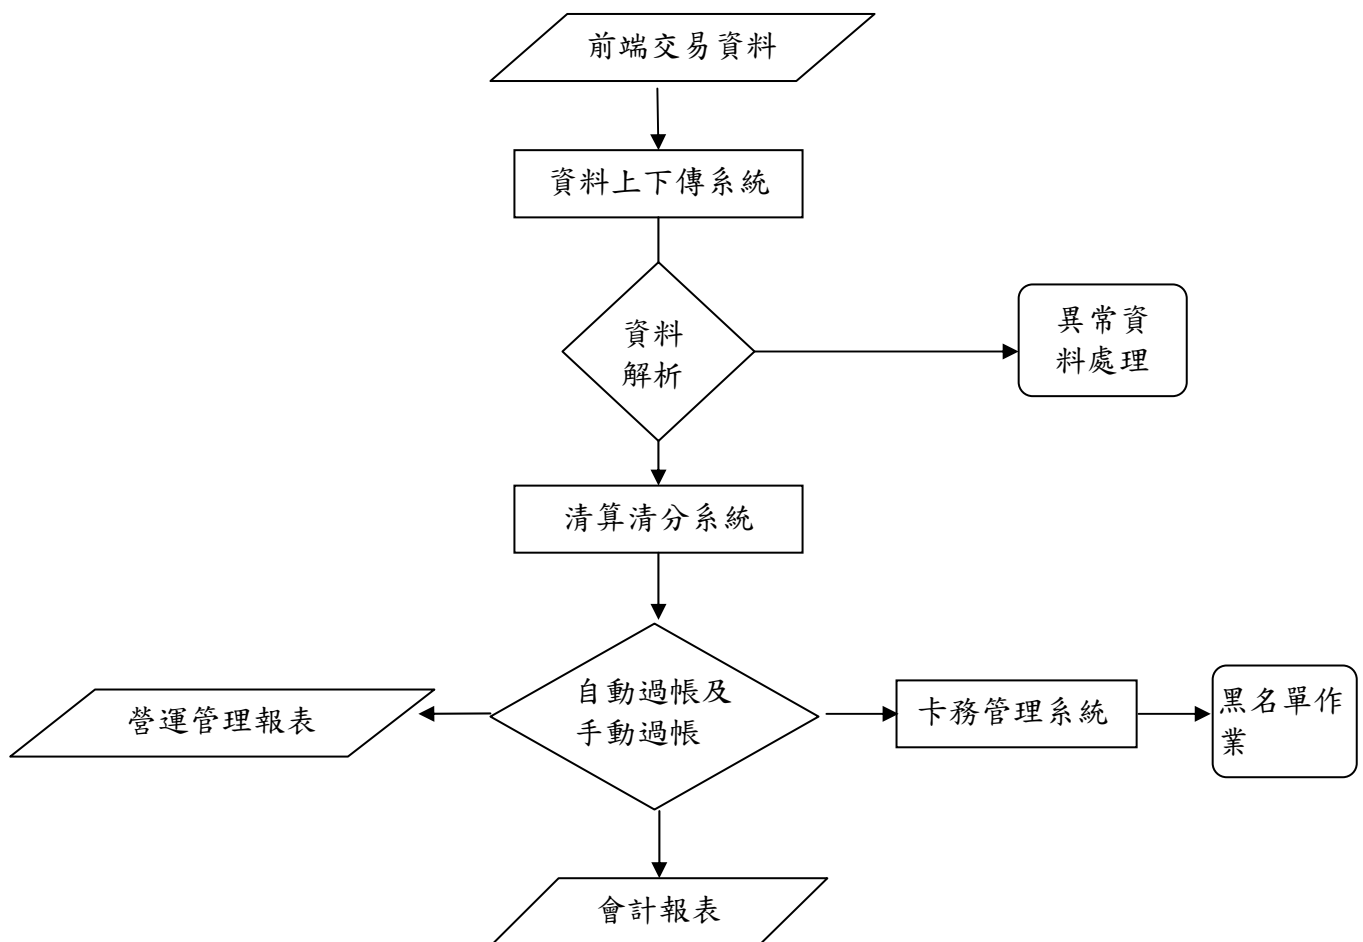 前端交易資料
資料上下傳系統
資料
解析
異常資
料處理
清算清分系統
自動過帳及
手動過帳
營運管理報表
卡務管理系統
黑名單作
業
會計報表